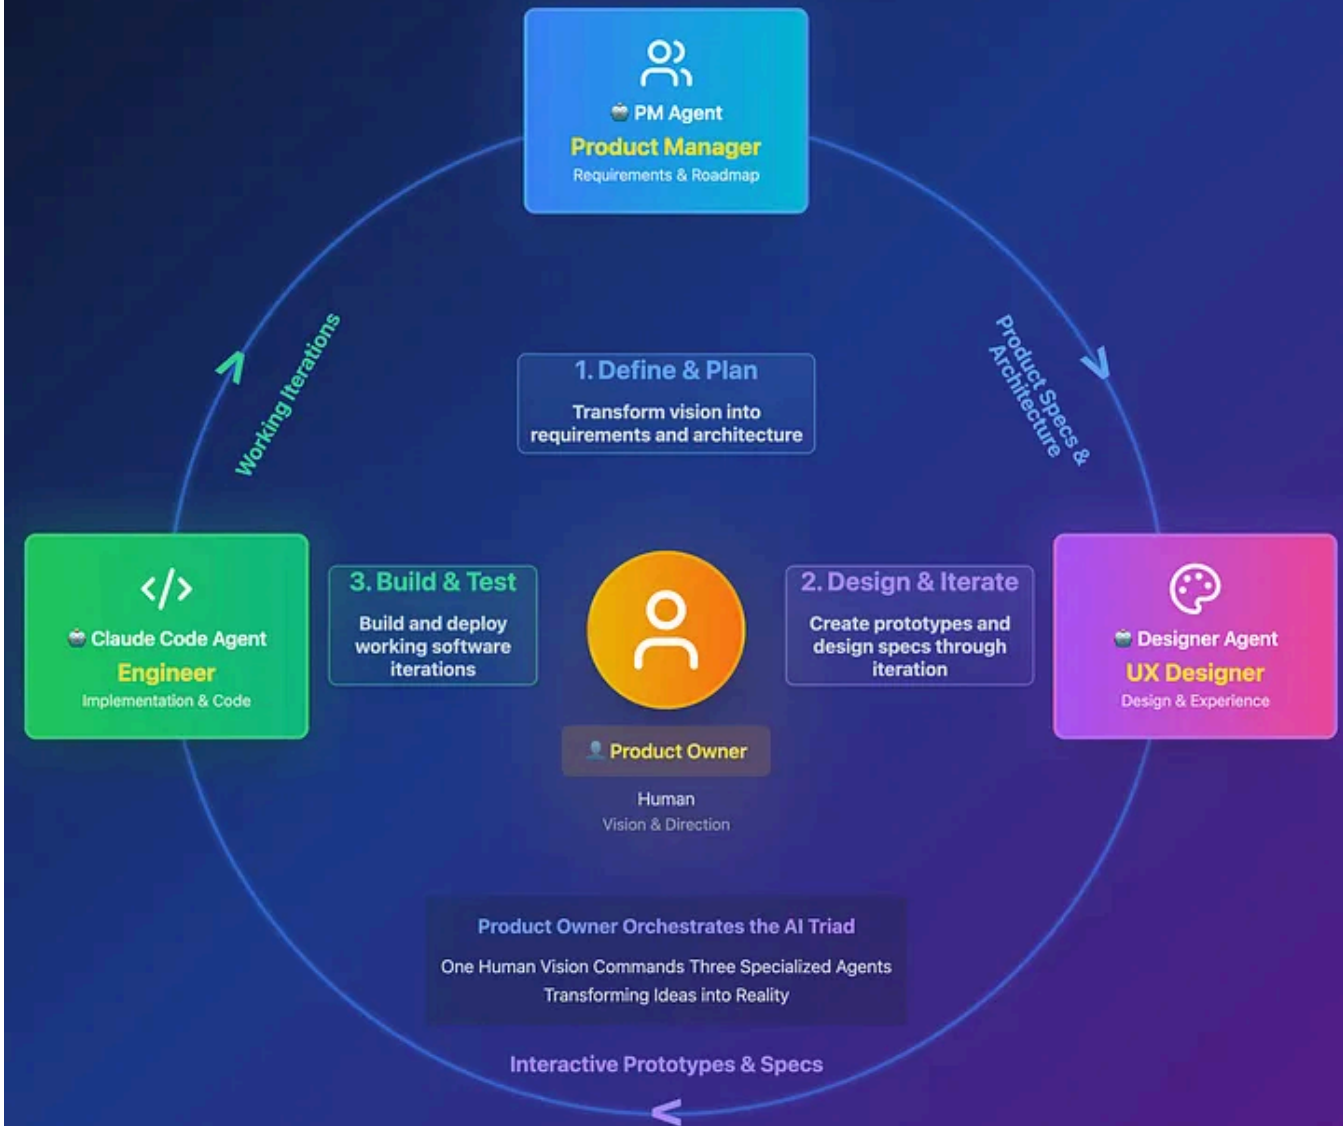 PM Agent
Product Manager
Requirements & Roadmap
Working Iterations
Product Specs &
Architecture
1. Define & Plan
Transform vision into
requirements and architecture
</>
Claude Code Agent
Engineer
Implementation & Code
3. Build & Test
Build and deploy
working software
iterations
2. Design & Iterate
Create prototypes and
design specs through
iteration
Designer Agent
UX Designer
Design & Experience
Product Owner
Human
Vision & Direction
Product Owner Orchestrates the AI Triad
One Human Vision Commands Three Specialized Agents
Transforming Ideas into Reality
Interactive Prototypes & Specs